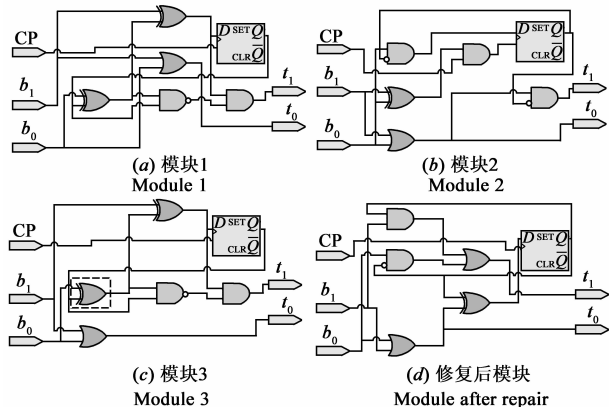 CP
b₁
b₀
D SET Q
CLR Q̅
t₁
t₀
(a) 模块1
Module 1
CP
b₁
b₀
D SET Q
CLR Q̅
t₁
t₀
(b) 模块2
Module 2
CP
b₁
b₀
D SET Q
CLR Q̅
t₁
t₀
(c) 模块3
Module 3
CP
b₁
b₀
D SET Q
CLR Q̅
t₁
t₀
(d) 修复后模块
Module after repair